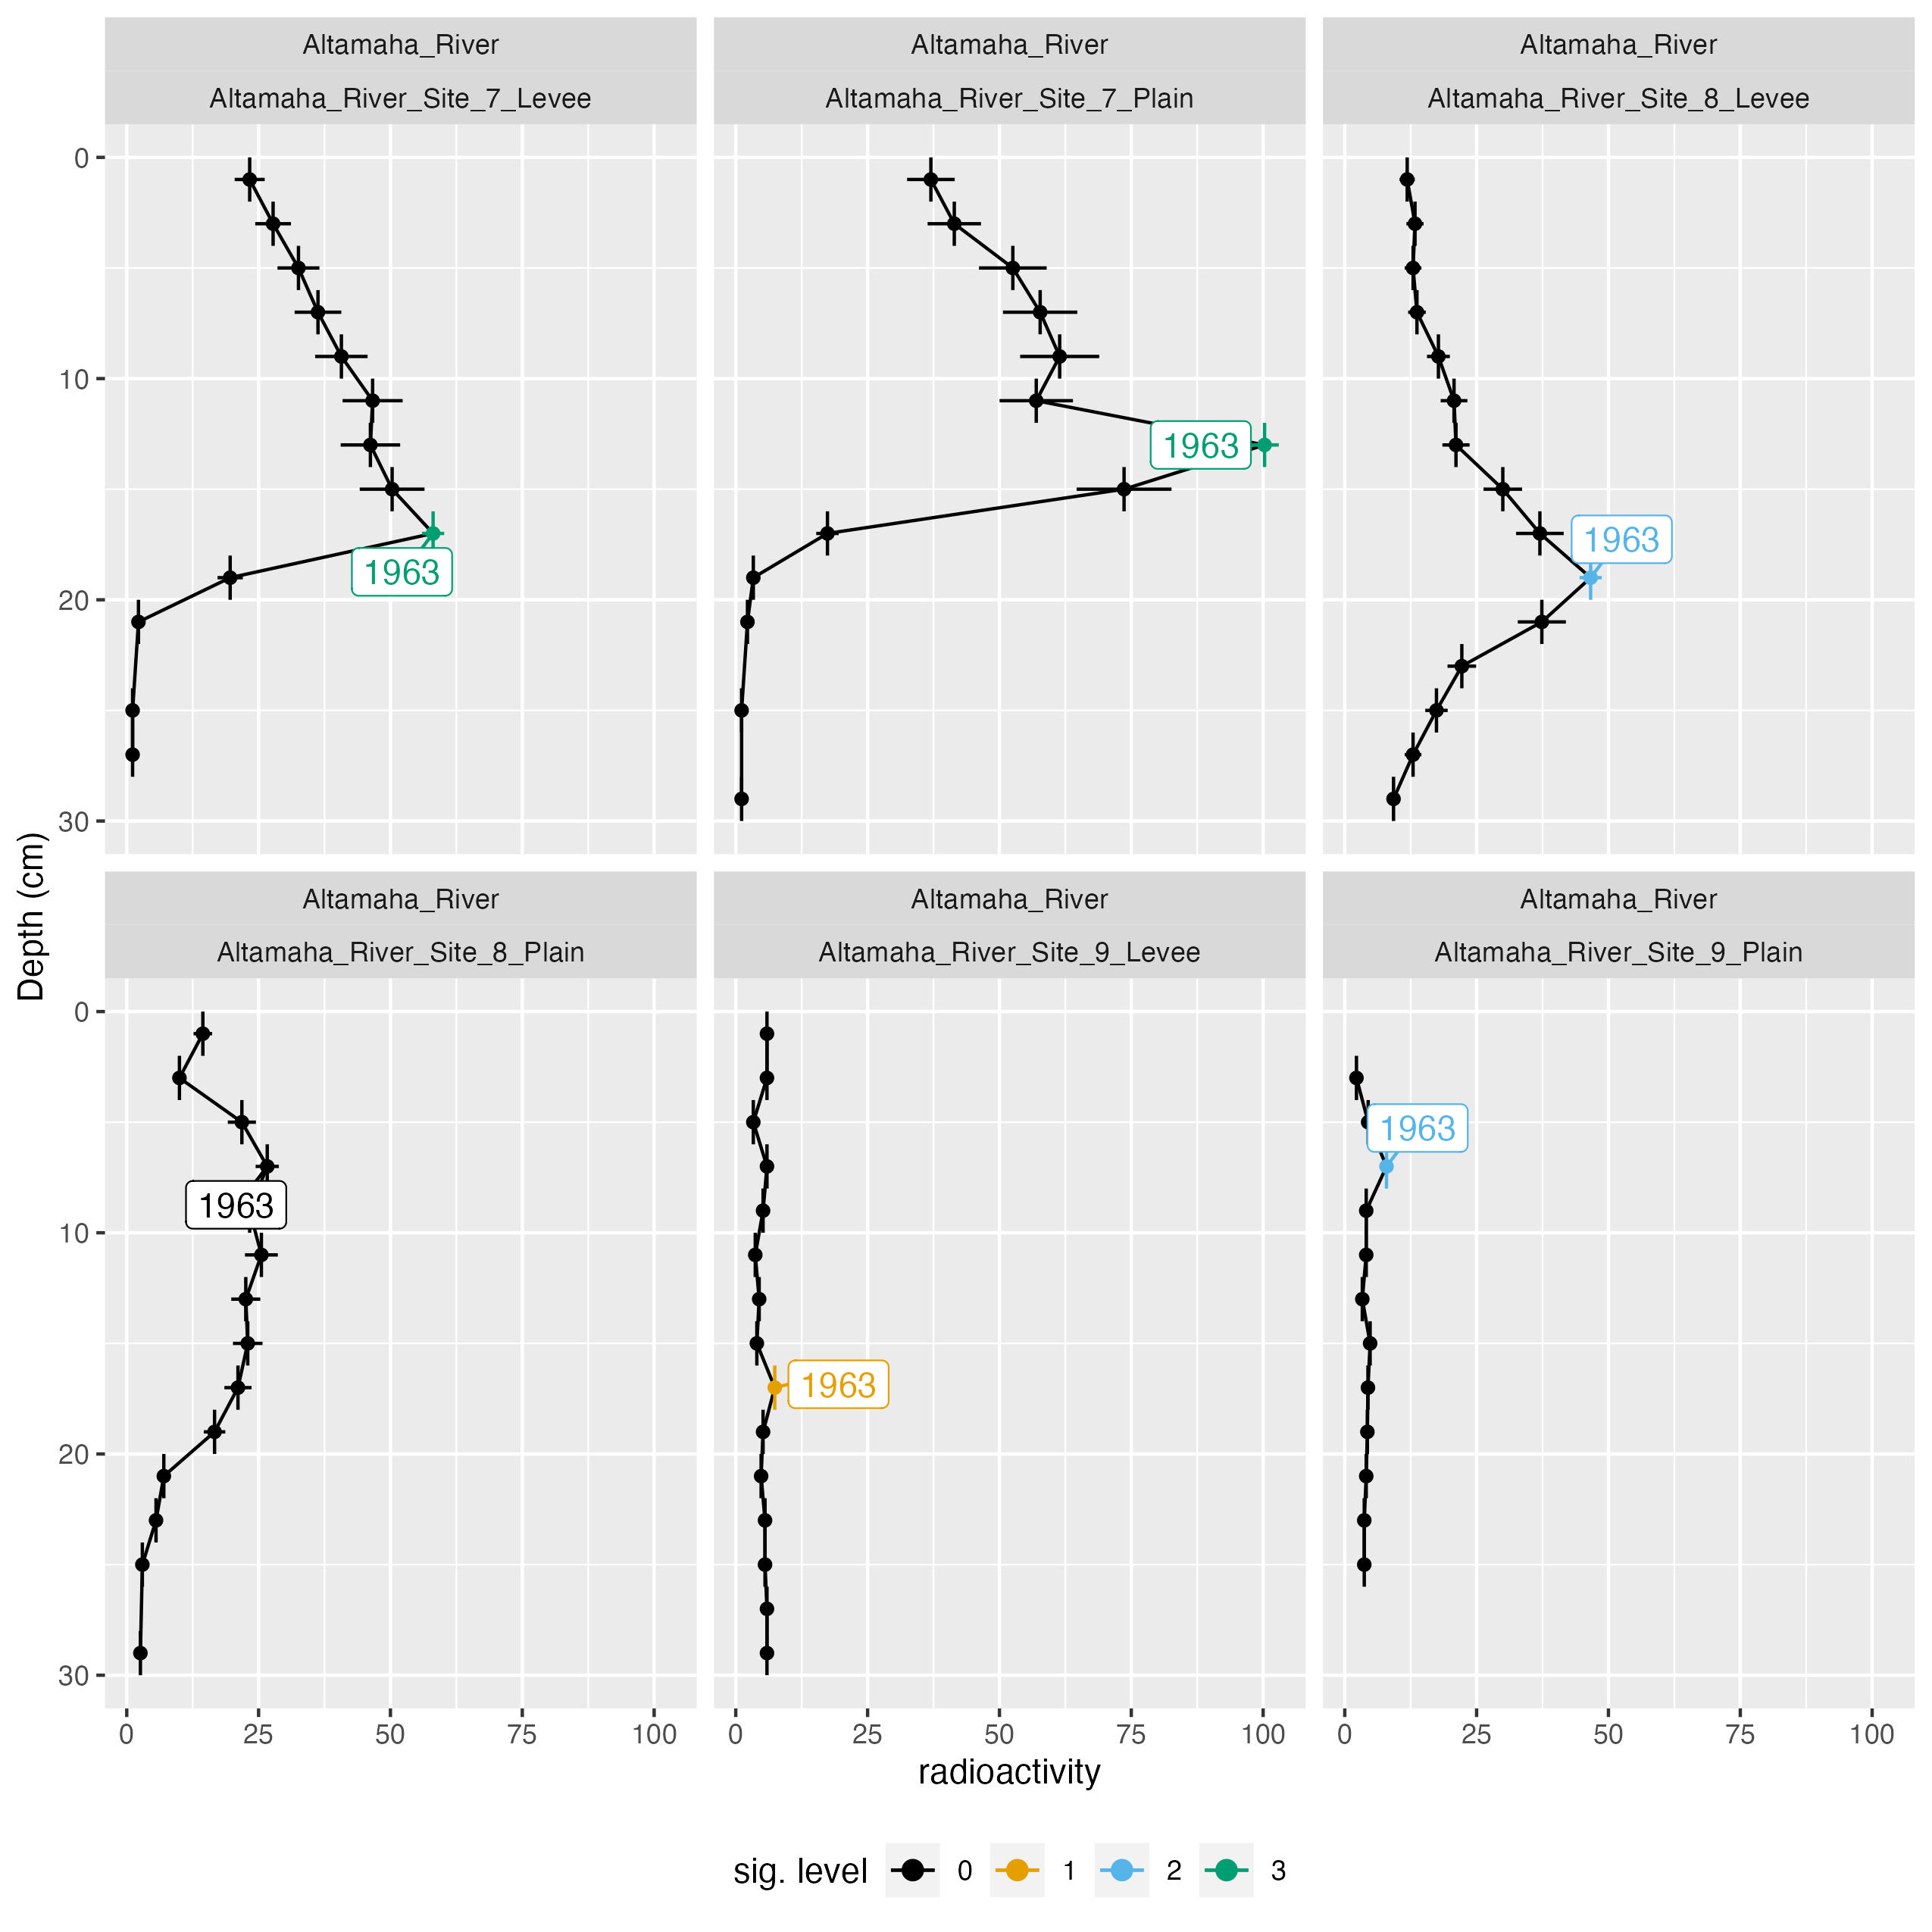 Altamaha_River Altamaha_River Altamaha_River
Altamaha_River_Site_7_Levee Altamaha_River_Site_7_Plain Altamaha_River_Site_8_Levee
0
10
20
30
1963
1963
1963
Depth (cm)
Altamaha_River Altamaha_River Altamaha_River
Altamaha_River_Site_8_Plain Altamaha_River_Site_9_Levee Altamaha_River_Site_9_Plain
0
10
20
30
1963
1963
1963
0 25 50 75 100 0 25 50 75 100 0 25 50 75 100
radioactivity
sig. level 0 1 2 3